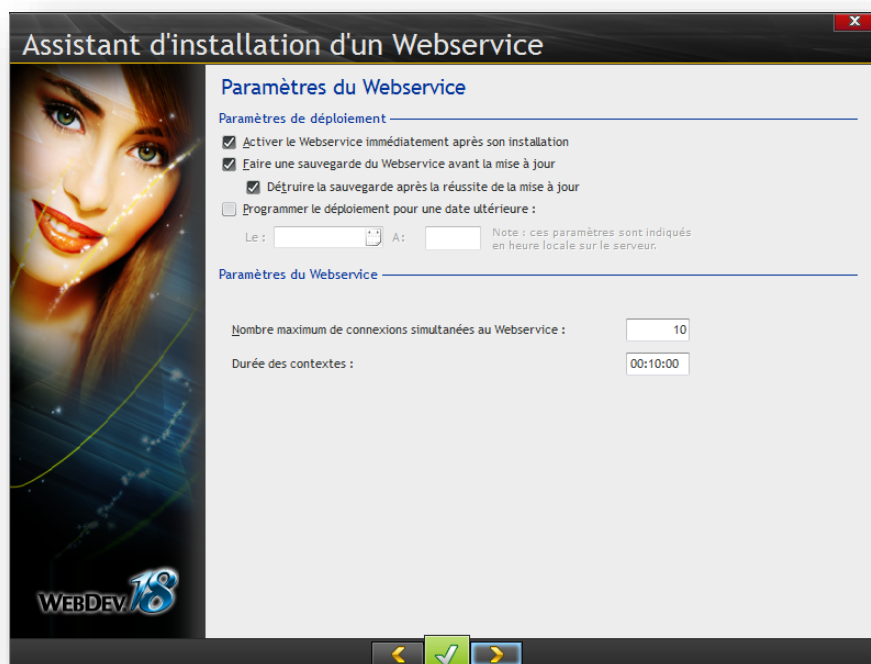 Assistant d'installation d'un Webservice
Paramètres du Webservice
Paramètres de déploiement
Activer le Webservice immédiatement après son installation
Faire une sauvegarde du Webservice avant la mise à jour
Détruire la sauvegarde après la réussite de la mise à jour
Programmer le déploiement pour une date ultérieure :
Le : A: Note : ces paramètres sont indiqués
en heure locale sur le serveur.
Paramètres du Webservice
Nombre maximum de connexions simultanées au Webservice : 10
Durée des contextes : 00:10:00
WEBDEV 18